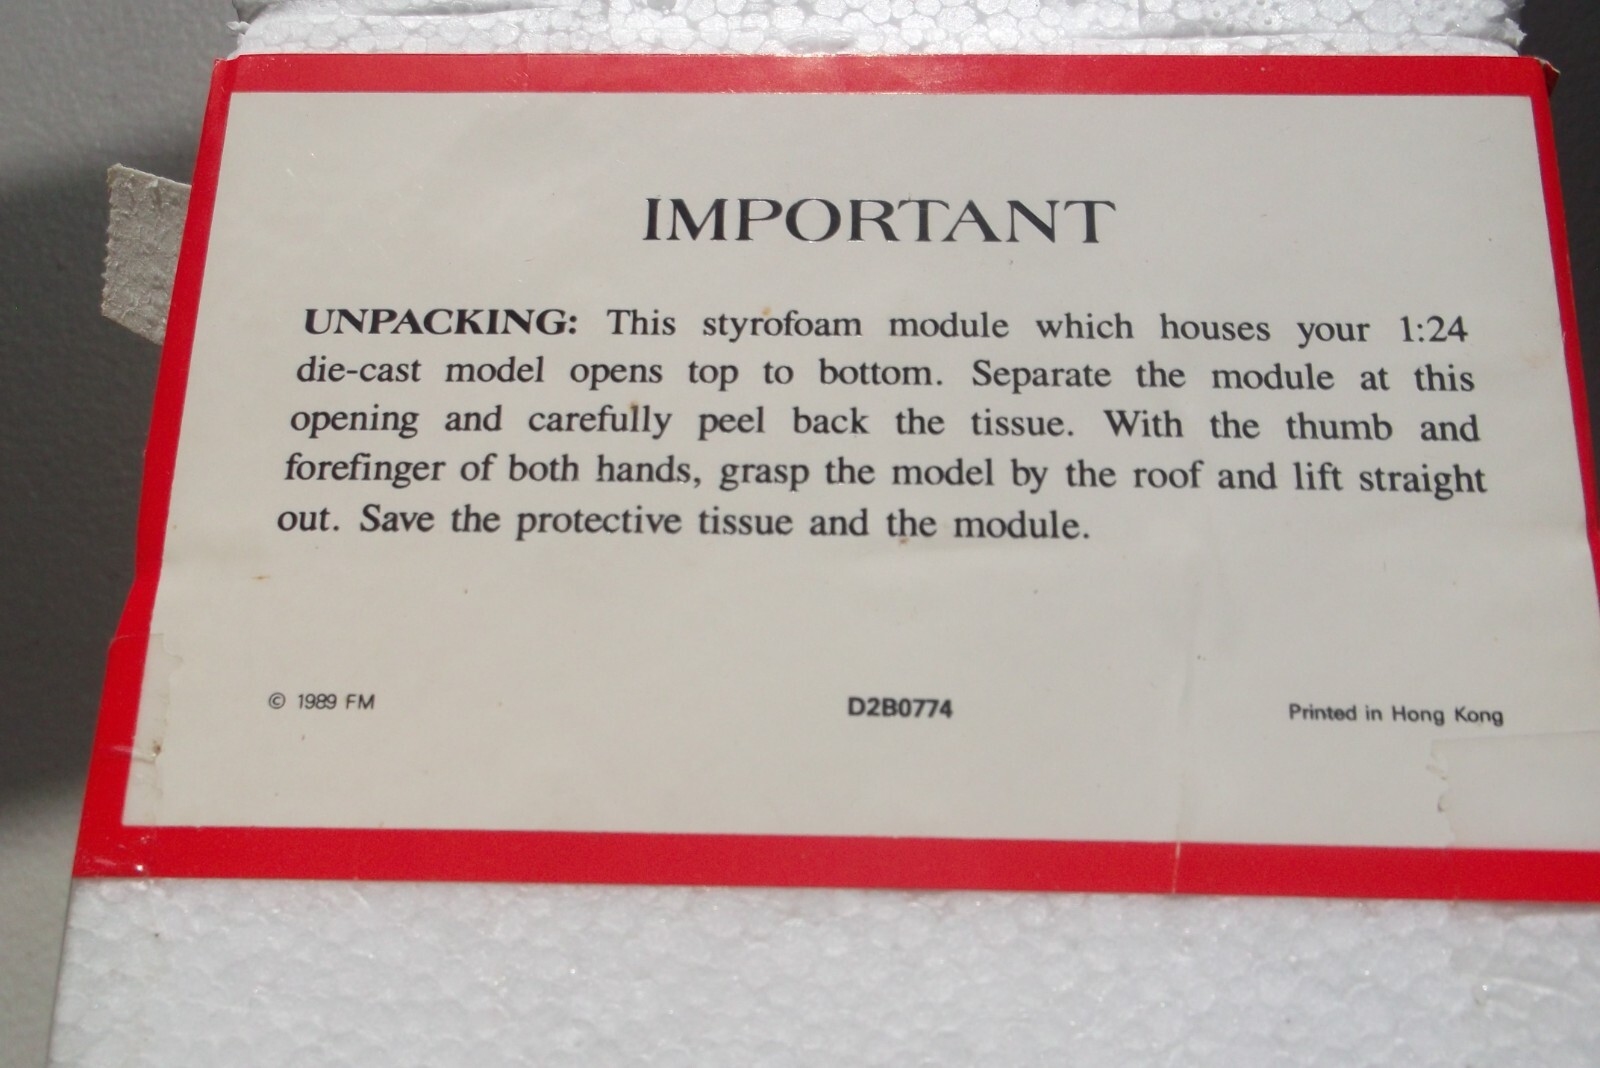 IMPORTANT
UNPACKING: This styrofoam module which houses your 1:24
die-cast model opens top to bottom. Separate the module at this
opening and carefully peel back the tissue. With the thumb and
forefinger of both hands, grasp the model by the roof and lift straight
out. Save the protective tissue and the module.
© 1989 FM D2B0774 Printed in Hong Kong